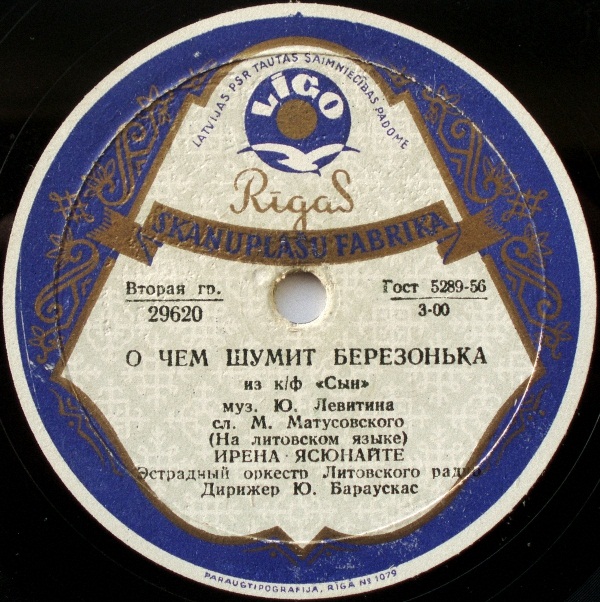 LATVIJAS PSR TAUTAS SAIMNIECĪBAS PADOME
LĪGO
Rīgas
SKAŅUPLAŠU FABRIKA
Вторая гр.
29620
Гост 5289-56
3-00
О ЧЕМ ШУМИТ БЕРЕЗОНЬКА
из к/ф «Сын»
муз. Ю. Левитина
сл. М. Матусовского
(На литовском языке)
ИРЕНА ЯСЮНАЙТЕ
Эстрадный оркестр Литовского радио
Дирижер Ю. Бараускас
PARAUGTIPOGRAFIJA, RĪGA № 1079